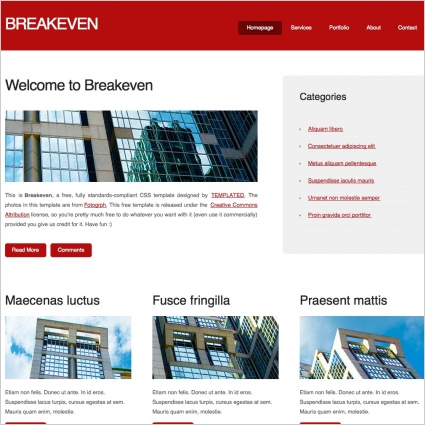 BREAKEVEN
Homepage
Services
Portfolio
About
Contact
Welcome to Breakeven
This is Breakeven, a free, fully standards-compliant CSS template designed by TEMPLATED. The
photos in this template are from Fotogrph. This free template is released under the Creative Commons
Attribution license, so you're pretty much free to do whatever you want with it (even use it commercially)
provided you give us credit for it. Have fun :)
Read More
Comments
Categories
Aliquam libero
Consectetuer adipiscing elit
Metus aliquam pellentesque
Suspendisse iaculis mauris
Urnanet non molestie semper
Proin gravida orci porttitor
Maecenas luctus
Etiam non felis. Donec ut ante. In id eros.
Suspendisse lacus turpis, cursus egestas at sem.
Mauris quam enim, molestie.
Fusce fringilla
Etiam non felis. Donec ut ante. In id eros.
Suspendisse lacus turpis, cursus egestas at sem.
Mauris quam enim, molestie.
Praesent mattis
Etiam non felis. Donec ut ante. In id eros.
Suspendisse lacus turpis, cursus egestas at sem.
Mauris quam enim, molestie.